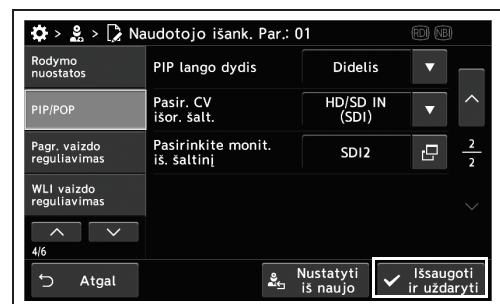 > > Naudotojo išank. Par.: 01 RDI NBI
Rodymo
nuostatos
PIP/POP
Pagr. vaizdo
reguliavimas
WLI vaizdo
reguliavimas
4/6
PIP lango dydis Didelis
Pasir. CV
išor. šalt.
HD/SD IN
(SDI)
Pasirinkite monit.
iš. šaltinį
SDI2
2
2
Atgal
Nustatyti
iš naujo
Išsaugoti
ir uždaryti